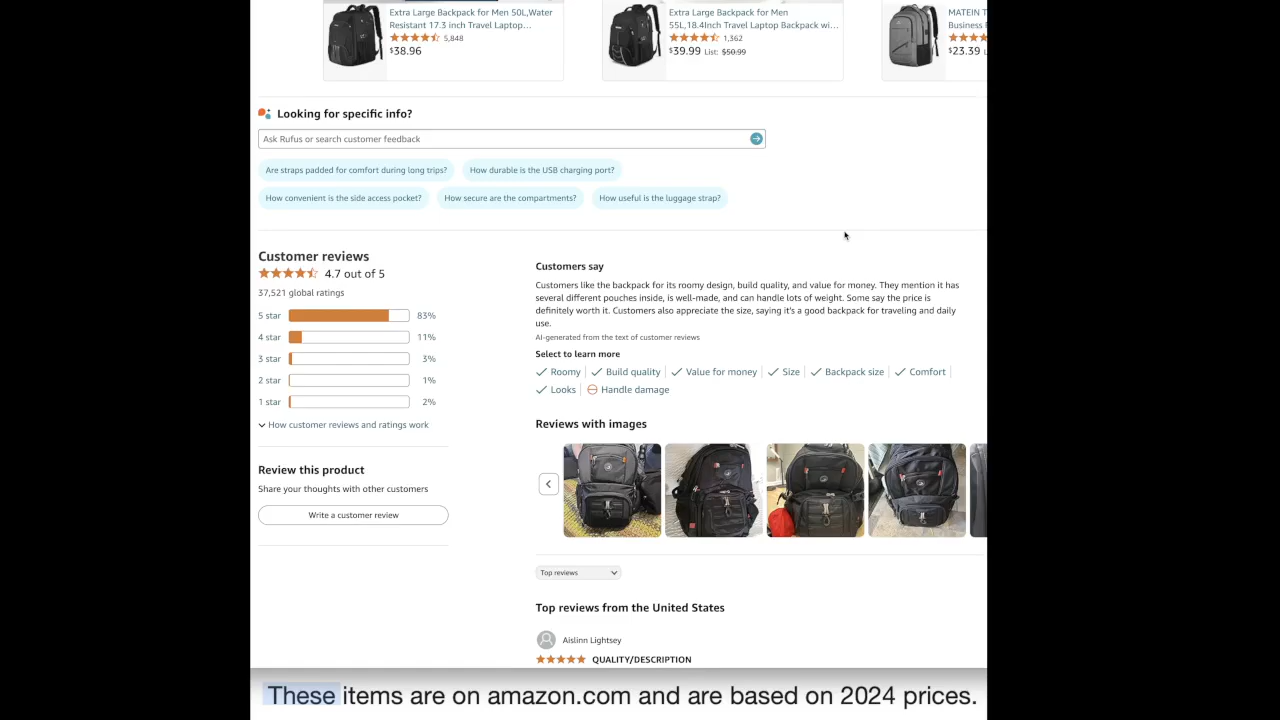 Extra Large Backpack for Men 50L,Water
Resistant 17.3 inch Travel Laptop...
5,848
$38.96
Extra Large Backpack for Men
55L,18.4Inch Travel Laptop Backpack wi...
1,362
$39.99 List: $50.99
MATEIN T
Business
$23.39
Looking for specific info?
Ask Rufus or search customer feedback
Are straps padded for comfort during long trips?
How durable is the USB charging port?
How convenient is the side access pocket?
How secure are the compartments?
How useful is the luggage strap?
Customer reviews
4.7 out of 5
37,521 global ratings
5 star 83%
4 star 11%
3 star 3%
2 star 1%
1 star 2%
How customer reviews and ratings work
Review this product
Share your thoughts with other customers
Write a customer review
Customers say
Customers like the backpack for its roomy design, build quality, and value for money. They mention it has
several different pouches inside, is well-made, and can handle lots of weight. Some say the price is
definitely worth it. Customers also appreciate the size, saying it's a good backpack for traveling and daily
use.
AI-generated from the text of customer reviews
Select to learn more
Roomy Build quality Value for money Size Backpack size Comfort
Looks Handle damage
Reviews with images
Top reviews
Top reviews from the United States
Aislinn Lightsey
QUALITY/DESCRIPTION
These items are on amazon.com and are based on 2024 prices.